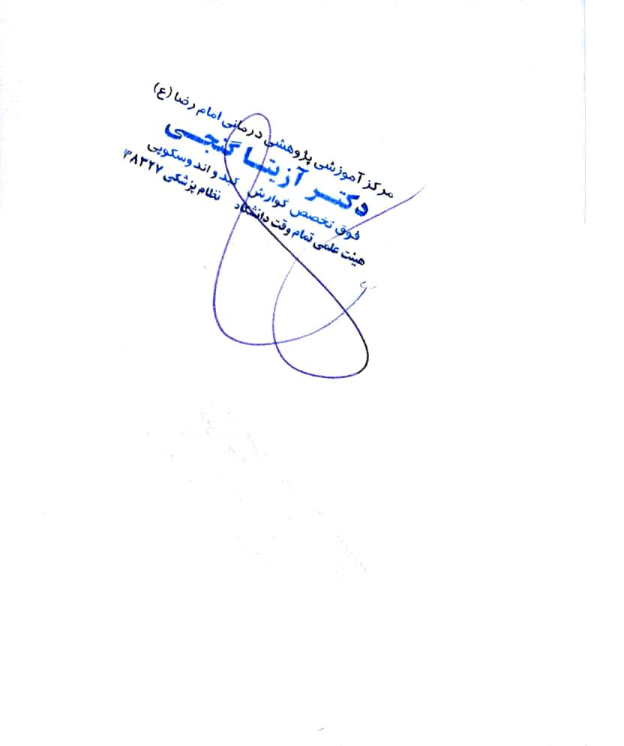 مرکز آموزشی پژوهشی درمانی امام رضا (ع)
دکتر آزیتا گنجی
فوق تخصص گوارش کبد و اندوسکوپی
هیئت علمی تمام وقت دانشگاه نظام پزشکی ۳۸۳۲۷